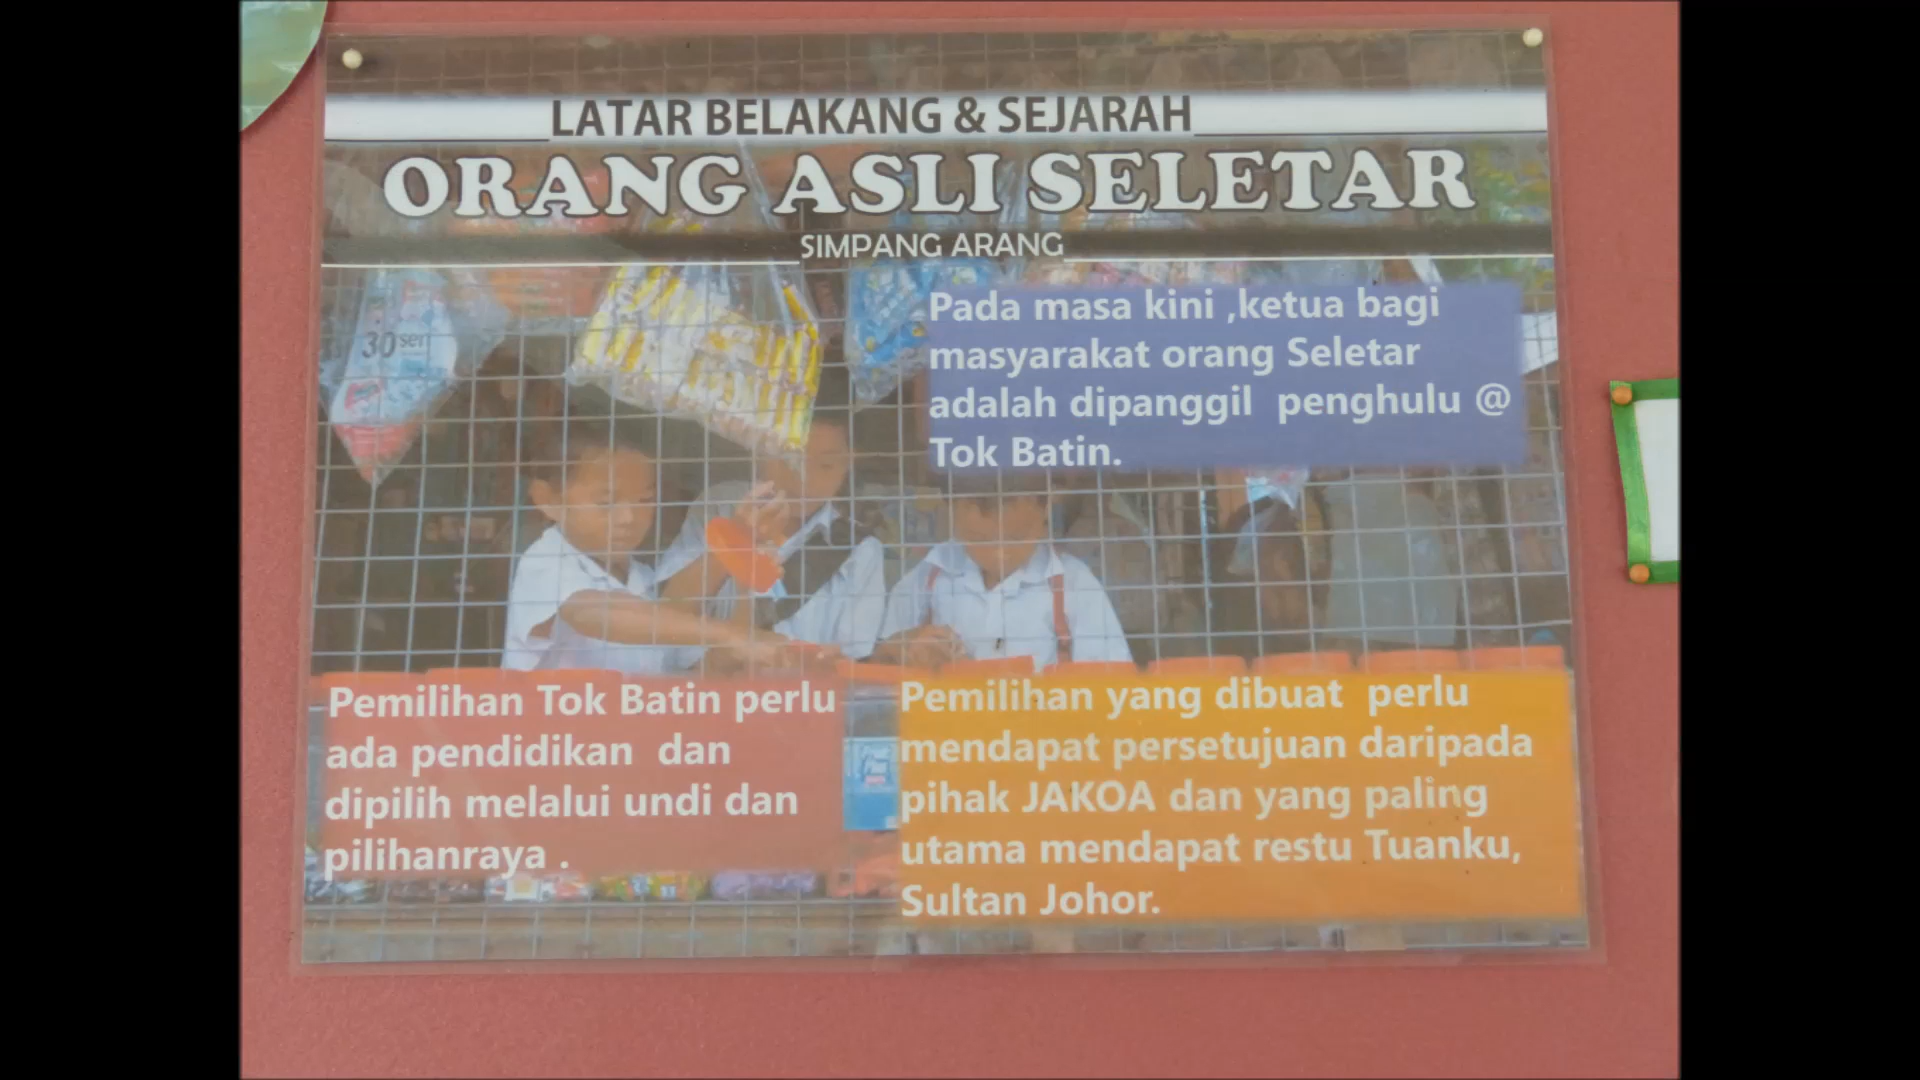 LATAR BELAKANG & SEJARAH
ORANG ASLI SELETAR
SIMPANG ARANG
30 sen
Pada masa kini ,ketua bagi
masyarakat orang Seletar
adalah dipanggil penghulu @
Tok Batin.
Pemilihan Tok Batin perlu
ada pendidikan dan
dipilih melalui undi dan
pilihanraya .
Pemilihan yang dibuat perlu
mendapat persetujuan daripada
pihak JAKOA dan yang paling
utama mendapat restu Tuanku,
Sultan Johor.